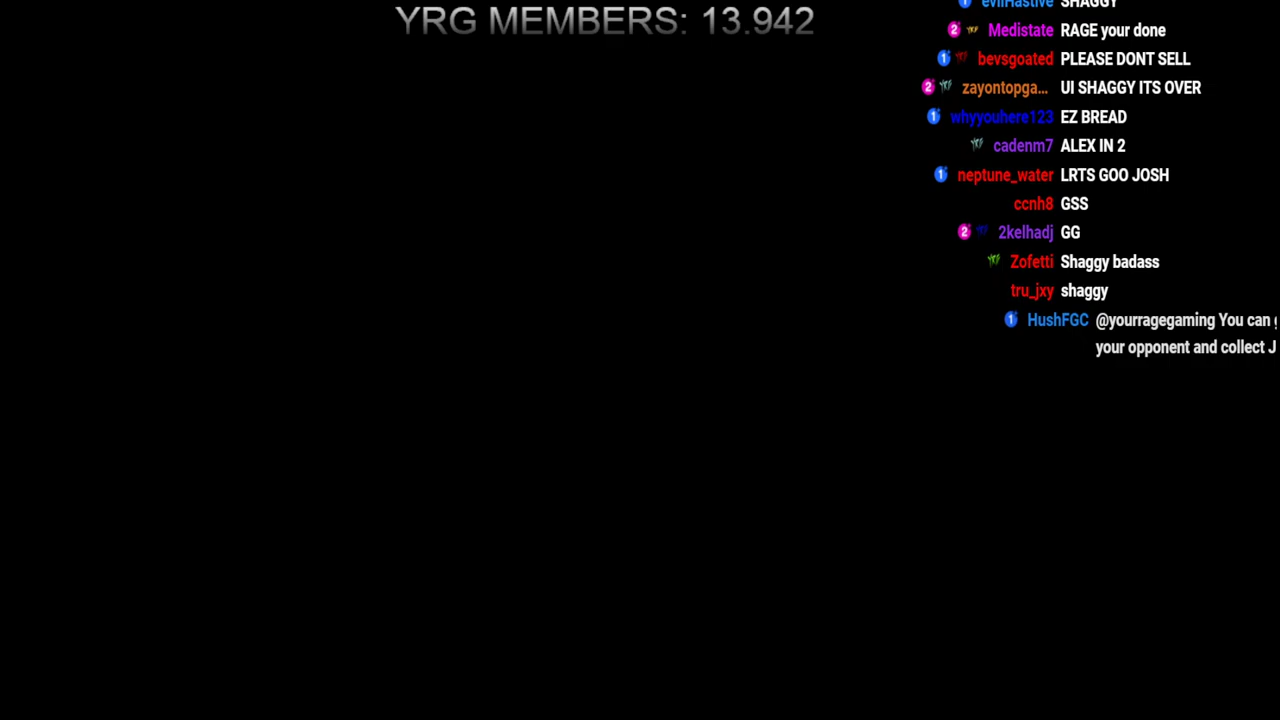 YRG MEMBERS: 13.942
evilHastive SHAGGY
Medistate RAGE your done
bevsgoated PLEASE DONT SELL
zayontopga... UI SHAGGY ITS OVER
whyyouhere123 EZ BREAD
cadenm7 ALEX IN 2
neptune_water LRTS GOO JOSH
ccnh8 GSS
2kelhadj GG
Zofetti Shaggy badass
tru_jxy shaggy
HushFGC @yourragegaming You can
your opponent and collect J